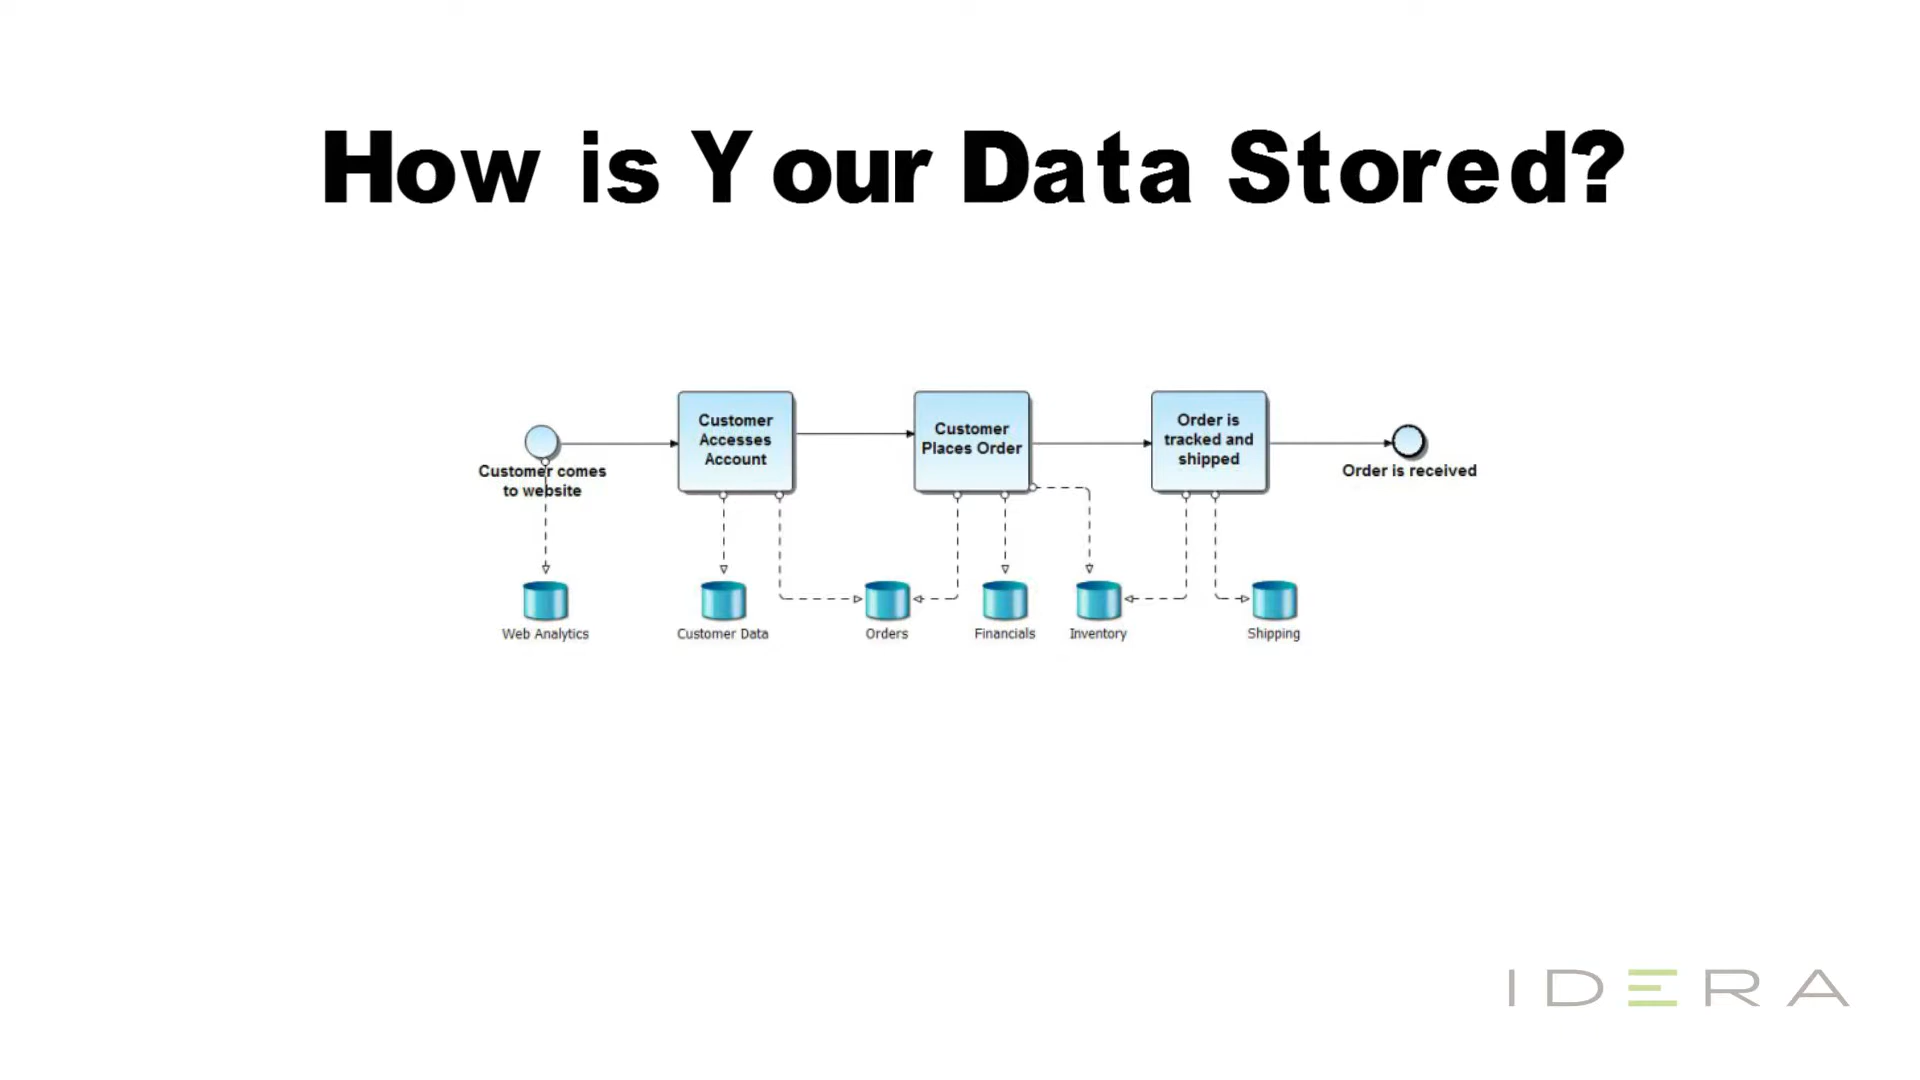 How is Your Data Stored?
Customer
Accesses
Account
Customer
Places Order
Order is
tracked and
shipped
Customer comes
to website
Order is received
Web Analytics
Customer Data
Orders
Financials
Inventory
Shipping
IDERA